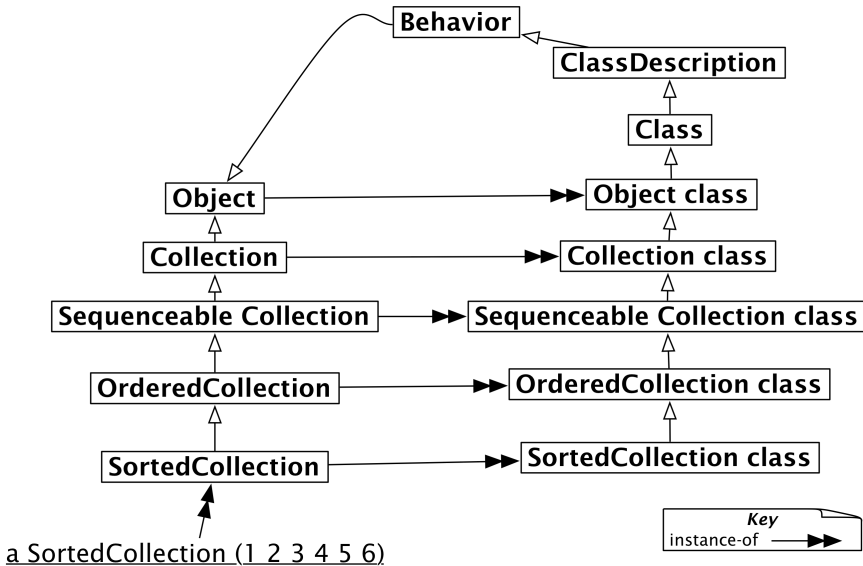 Behavior
ClassDescription
Class
Object
Object class
Collection
Collection class
Sequenceable Collection
Sequenceable Collection class
OrderedCollection
OrderedCollection class
SortedCollection
SortedCollection class
a SortedCollection (1 2 3 4 5 6)
Key
instance-of